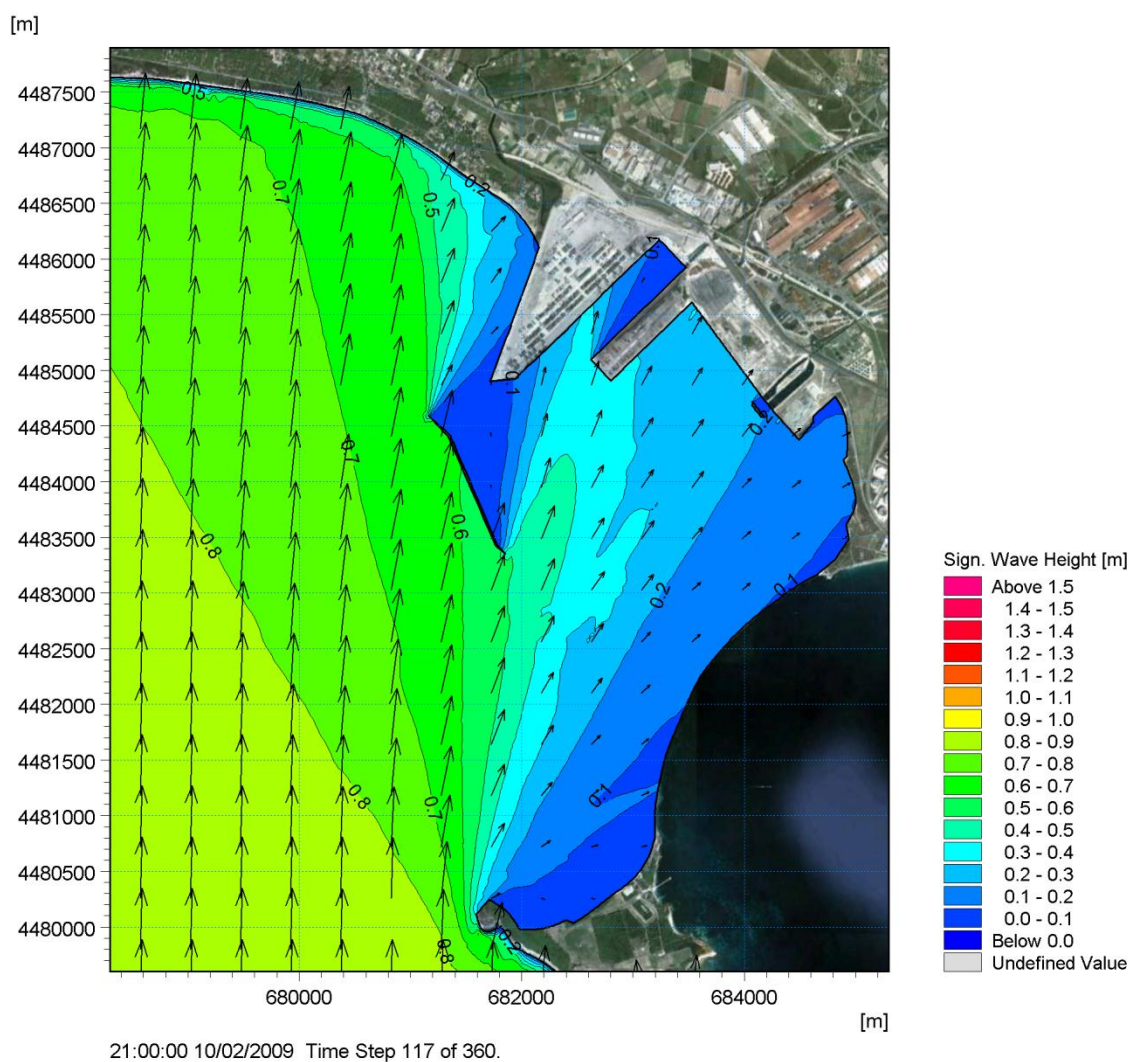 [m]
4487500
4487000
4486500
4486000
4485500
4485000
4484500
4484000
4483500
4483000
4482500
4482000
4481500
4481000
4480500
4480000
0.5
0.2
0.7
0.5
0.1
0.1
0.2
0.7
0.6
0.8
0.2
0.1
0.1
0.8
0.7
0.8
0.2
680000 682000 684000
[m]
Sign. Wave Height [m]
Above 1.5
1.4 - 1.5
1.3 - 1.4
1.2 - 1.3
1.1 - 1.2
1.0 - 1.1
0.9 - 1.0
0.8 - 0.9
0.7 - 0.8
0.6 - 0.7
0.5 - 0.6
0.4 - 0.5
0.3 - 0.4
0.2 - 0.3
0.1 - 0.2
0.0 - 0.1
Below 0.0
Undefined Value
21:00:00 10/02/2009 Time Step 117 of 360.